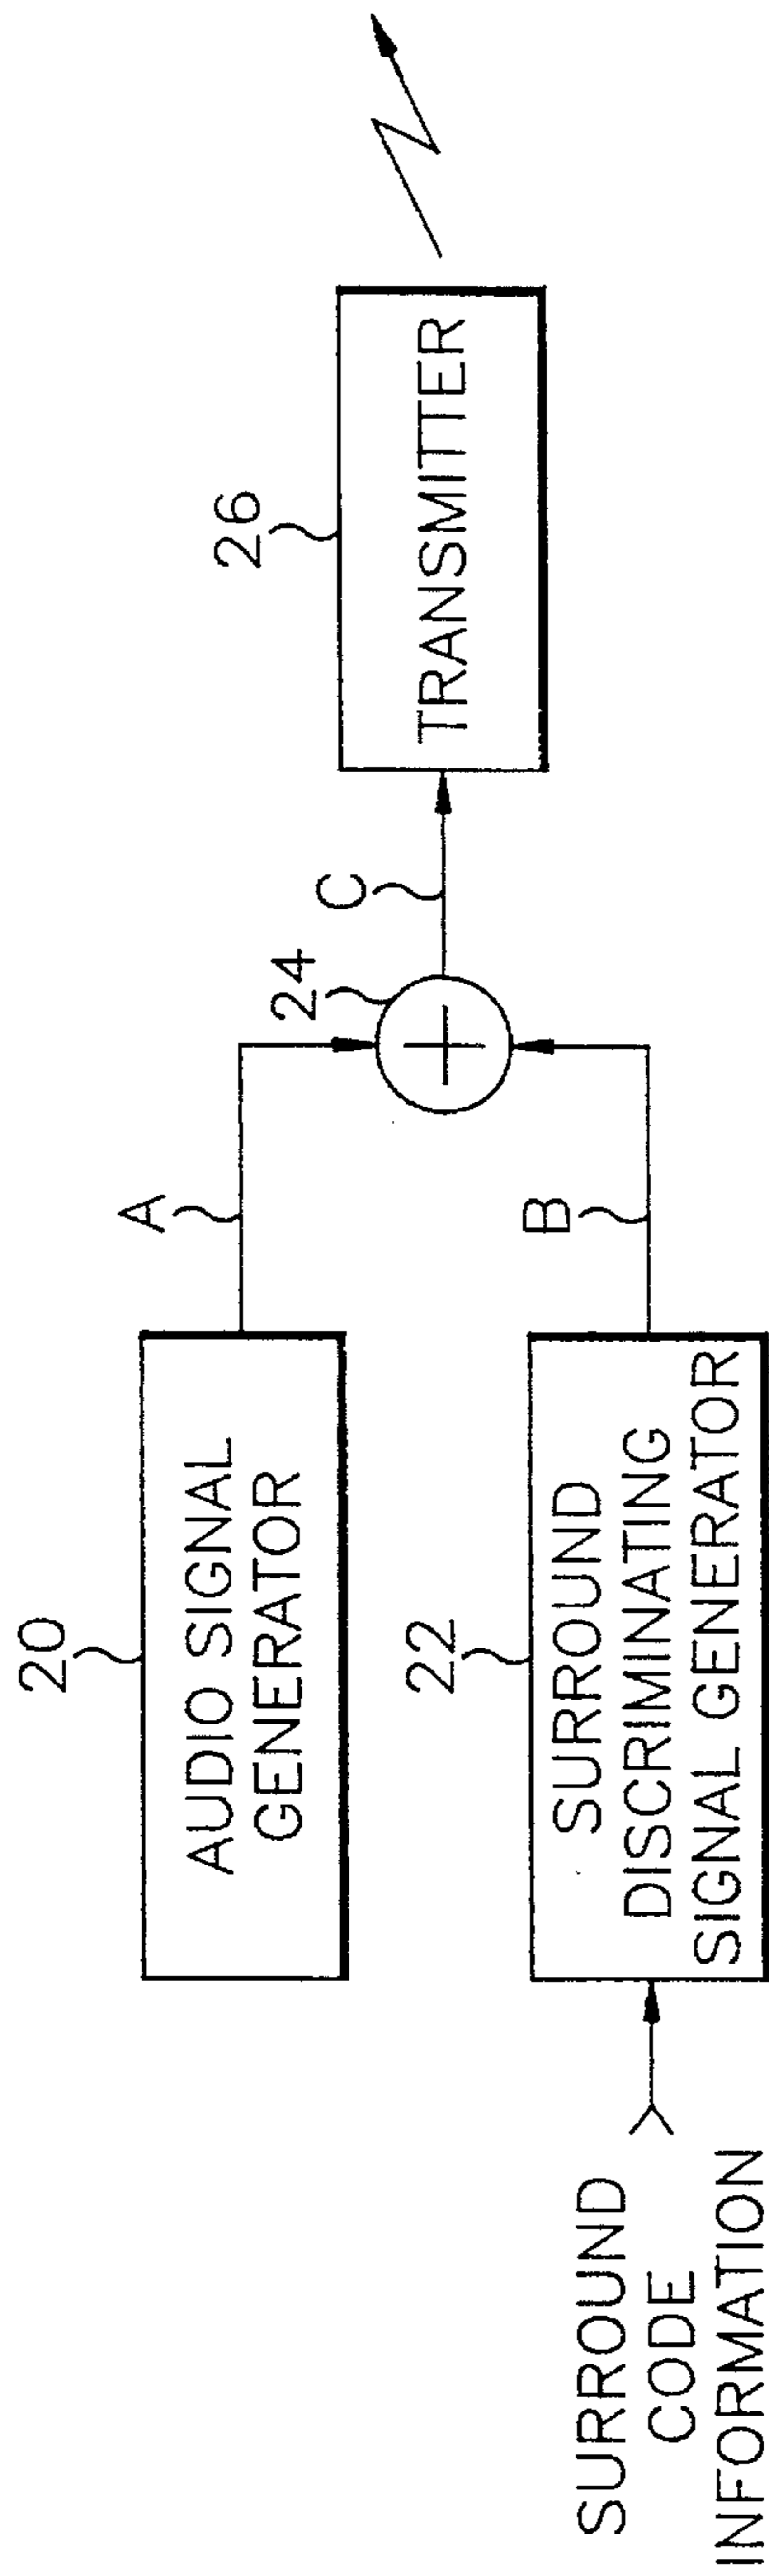 20
AUDIO SIGNAL
GENERATOR
A
24
C
26
TRANSMITTER
SURROUND
CODE
INFORMATION
22
SURROUND
DISCRIMINATING
SIGNAL GENERATOR
B